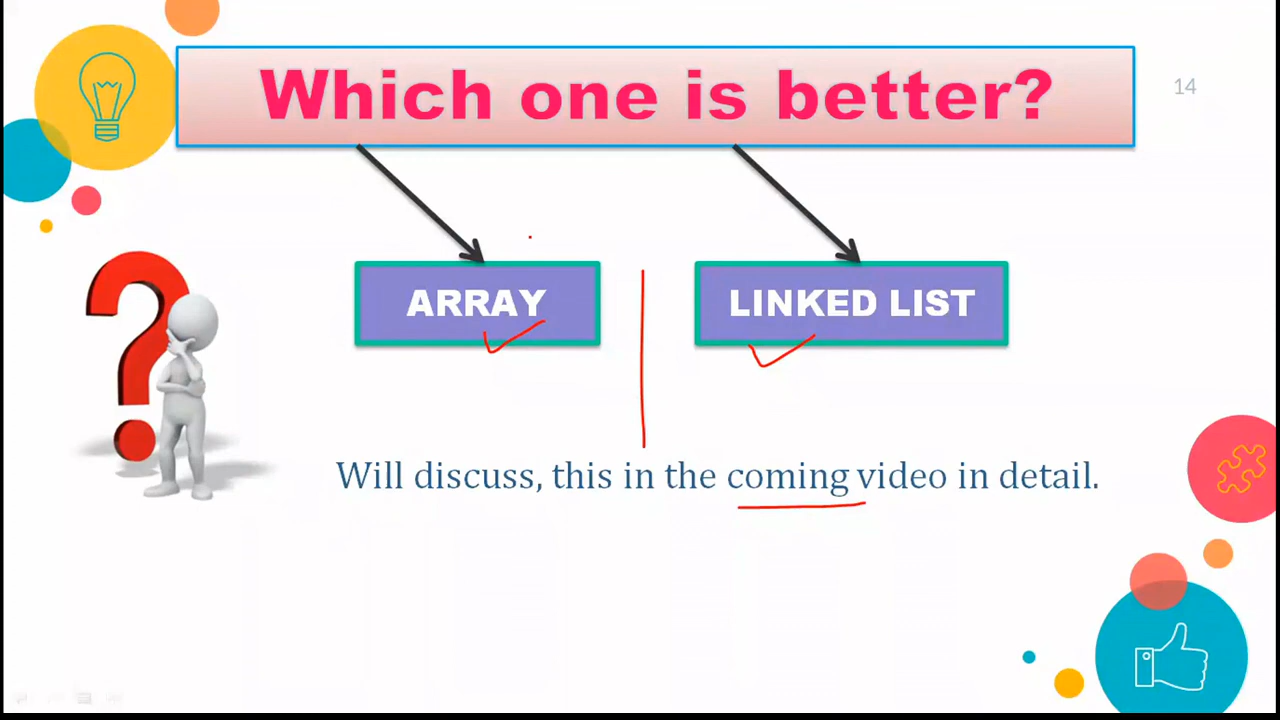 Which one is better?
14
ARRAY
LINKED LIST
Will discuss, this in the coming video in detail.